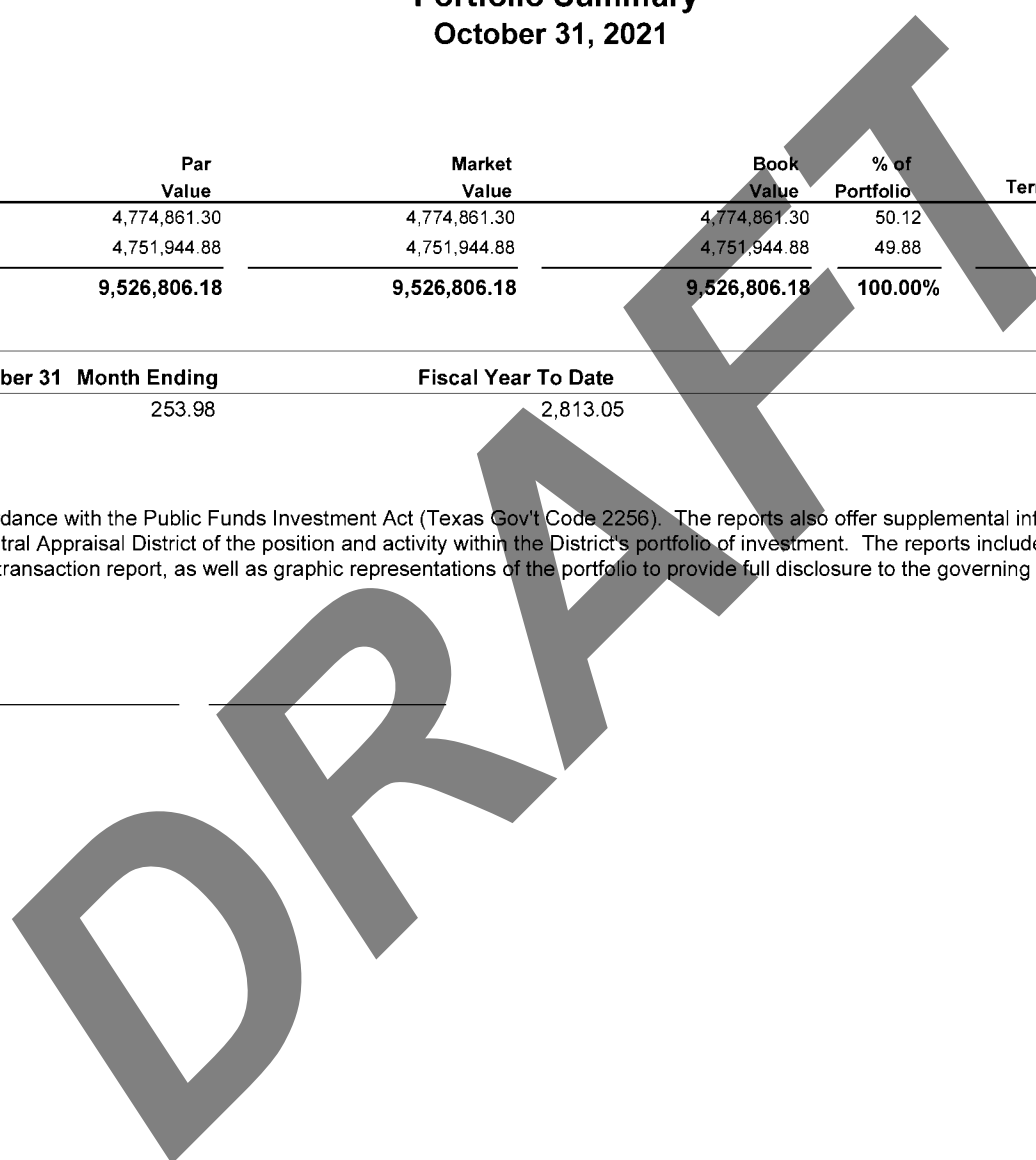 Portfolio Summary
October 31, 2021
Par Market Book % of
Value Value Value Portfolio
4,774,861.30 4,774,861.30 4,774,861.30 50.12
4,751,944.88 4,751,944.88 4,751,944.88 49.88
9,526,806.18 9,526,806.18 9,526,806.18 100.00%
ber 31 Month Ending Fiscal Year To Date
253.98 2,813.05
dance with the Public Funds Investment Act (Texas Gov't Code 2256). The reports also offer supplemental inf
tral Appraisal District of the position and activity within the District's portfolio of investment. The reports include
transaction report, as well as graphic representations of the portfolio to provide full disclosure to the governing
DRAFT